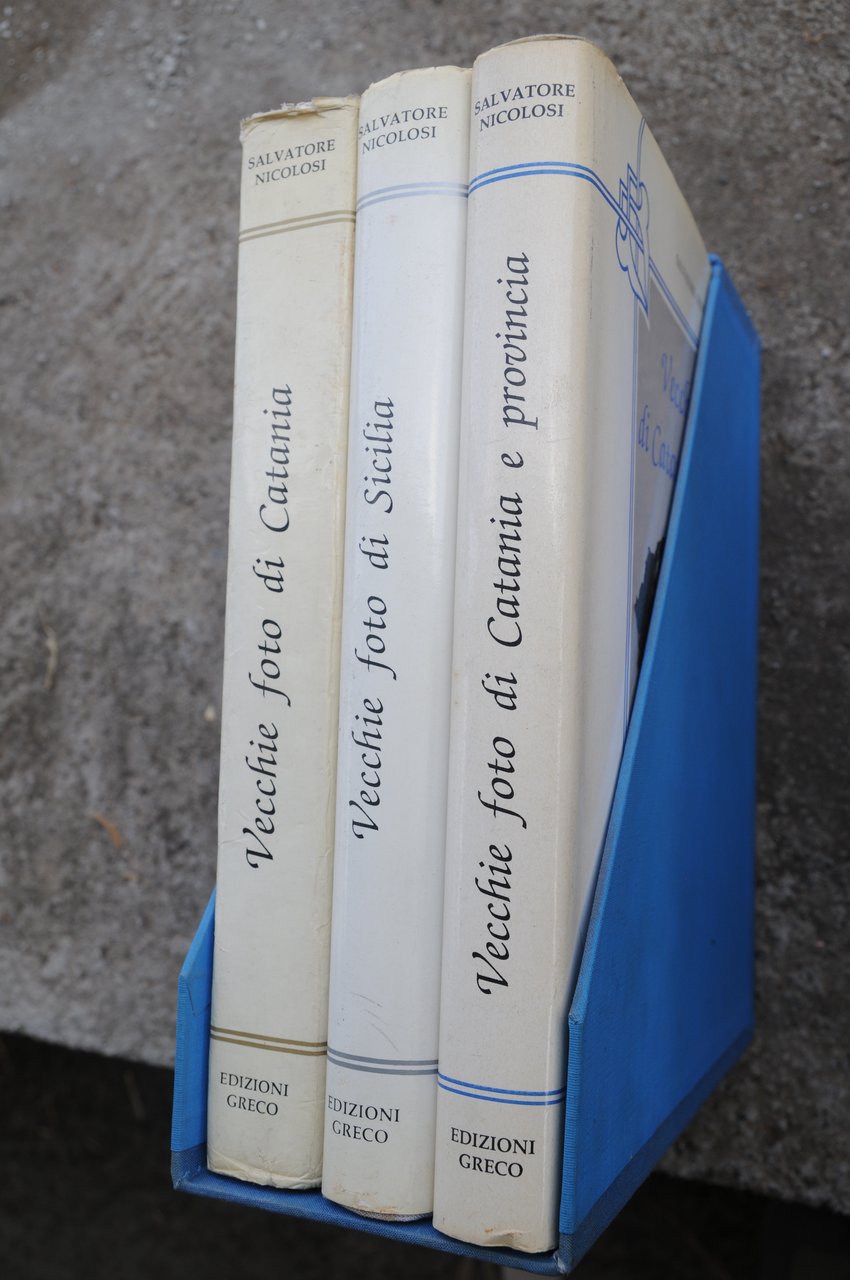 SALVATORE
NICOLOSI
Vecchie foto di Catania
EDIZIONI
GRECO
SALVATORE
NICOLOSI
Vecchie foto di Sicilia
EDIZIONI
GRECO
SALVATORE
NICOLOSI
Vecchie foto di Catania e provincia
EDIZIONI
GRECO
di